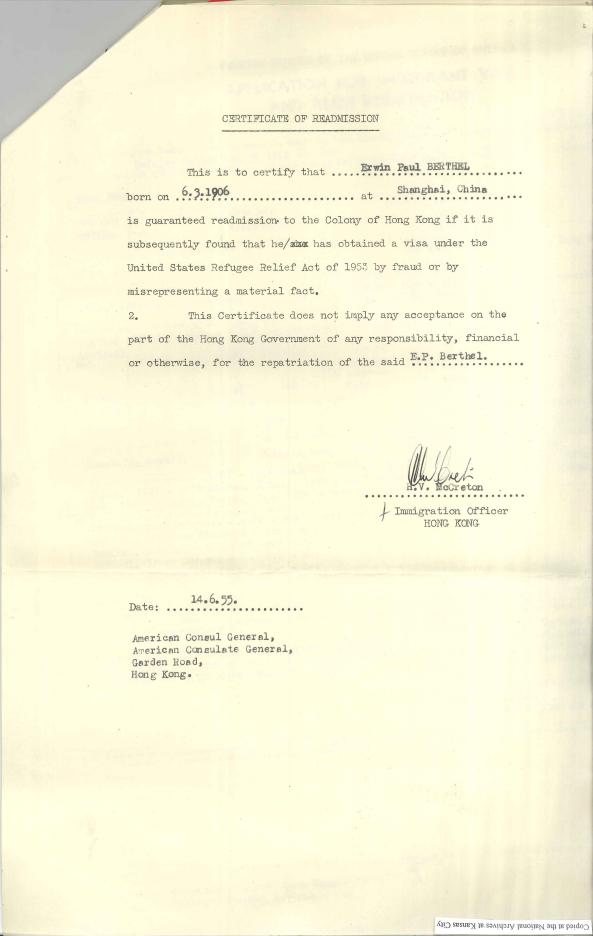 CERTIFICATE OF READMISSION
This is to certify that .....Erwin Paul BERTHEL..........
born on ..6.3.1906............................ at ...Shanghai, China.....
is guaranteed readmission to the Colony of Hong Kong if it is
subsequently found that he/xxx has obtained a visa under the
United States Refugee Relief Act of 1953 by fraud or by
misrepresenting a material fact.
2. This Certificate does not imply any acceptance on the
part of the Hong Kong Government of any responsibility, financial
or otherwise, for the repatriation of the said E.P. Berthel.
H.V. McCreton
Immigration Officer
HONG KONG
Date: ....14.6.55...........
American Consul General,
American Consulate General,
Garden Road,
Hong Kong.
Copied at the National Archives at Kansas City